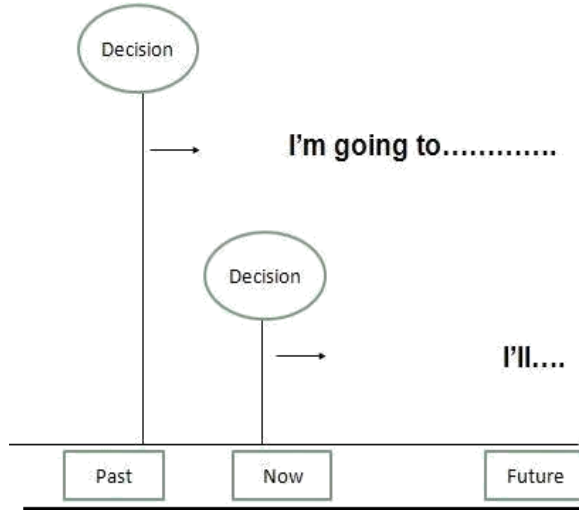 Decision
I'm going to.............
Decision
I'll....
Past Now Future